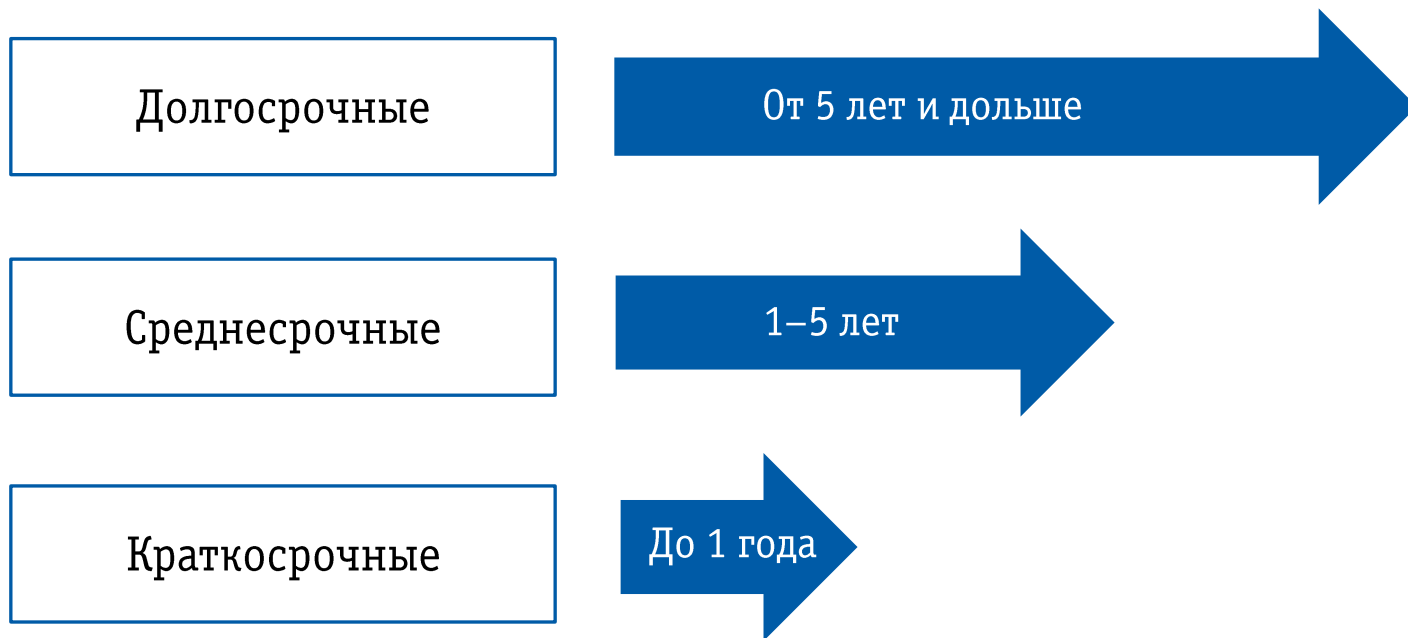 Долгосрочные
От 5 лет и дольше
Среднесрочные
1–5 лет
Краткосрочные
До 1 года